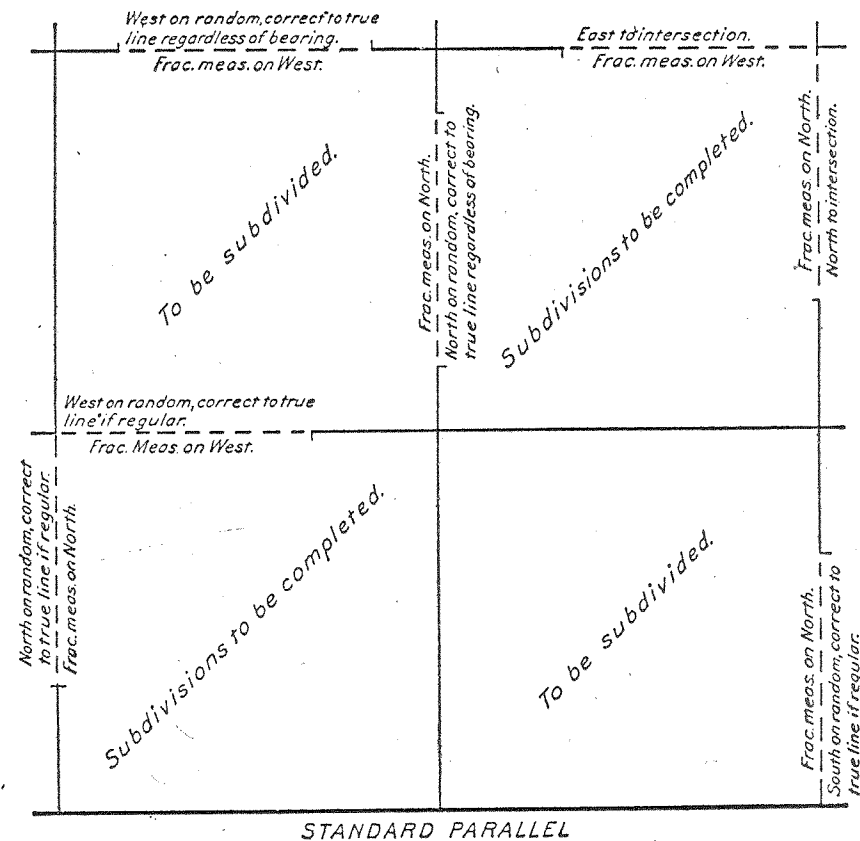 West on random, correct to true
line regardless of bearing.
Frac. meas. on West.
East to intersection.
Frac. meas. on West.
To be subdivided.
Frac. meas. on North.
North on random, correct to
true line regardless of bearing.
Subdivisions to be completed.
Frac. meas. on North.
North to intersection.
West on random, correct to true
line if regular.
Frac. Meas. on West.
North on random, correct
to true line if regular.
Frac. meas. on North.
Subdivisions to be completed.
To be subdivided.
Frac. meas. on North.
South on random, correct to
true line if regular.
STANDARD PARALLEL